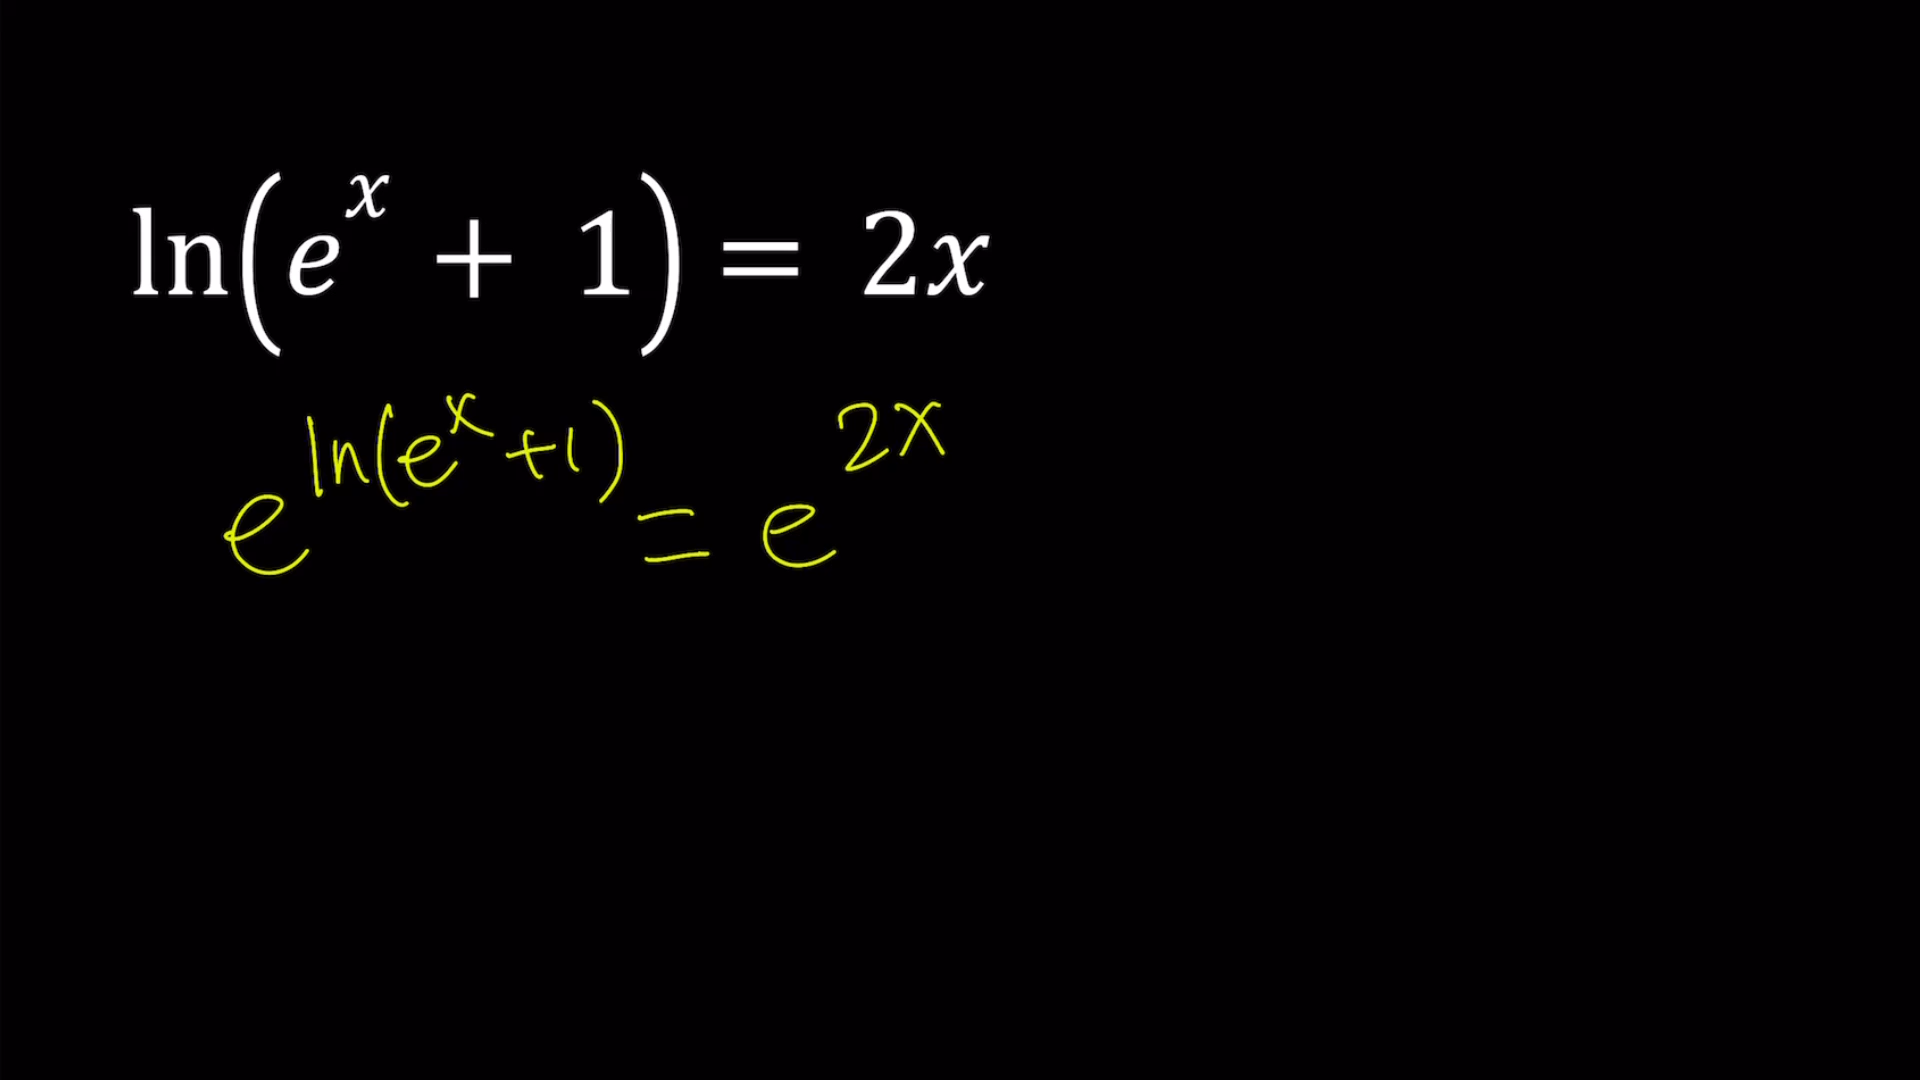 ln(e^x + 1) = 2x
e^ln(e^x +1) = e^2x